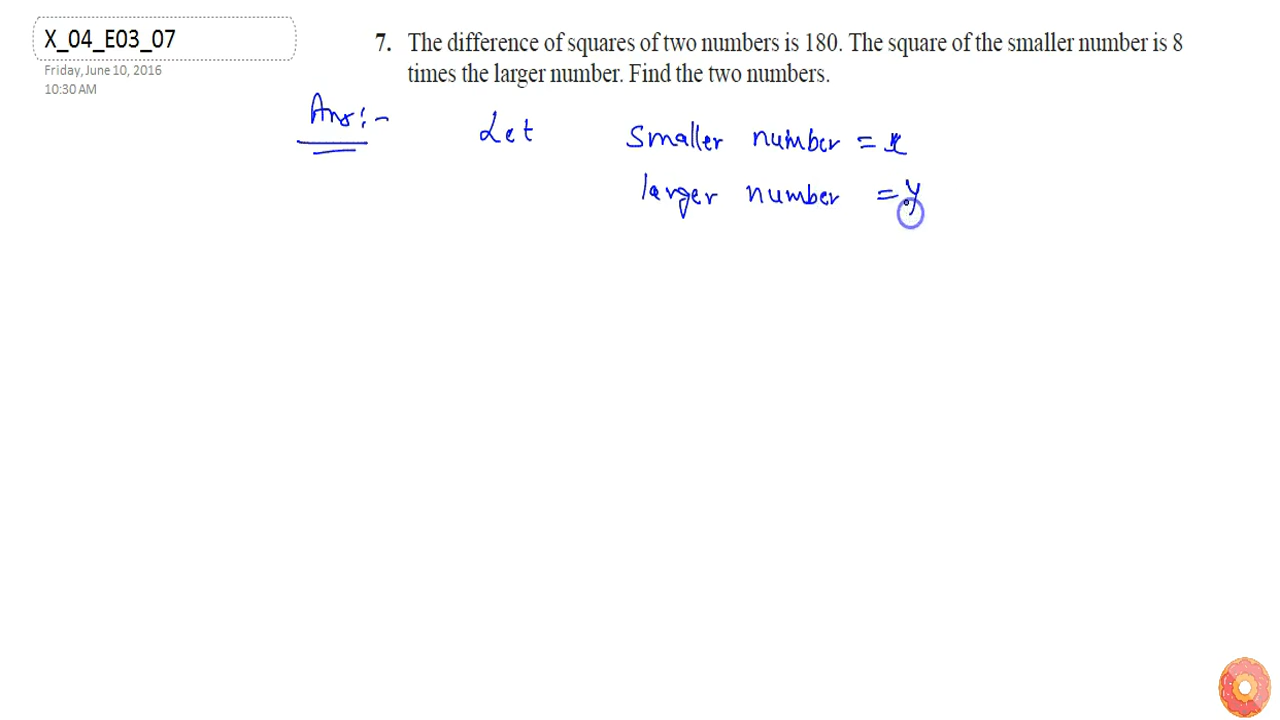 X_04_E03_07
Friday, June 10, 2016
10:30 AM
7. The difference of squares of two numbers is 180. The square of the smaller number is 8
times the larger number. Find the two numbers.
Ans:-
Let smaller number = x
larger number = y